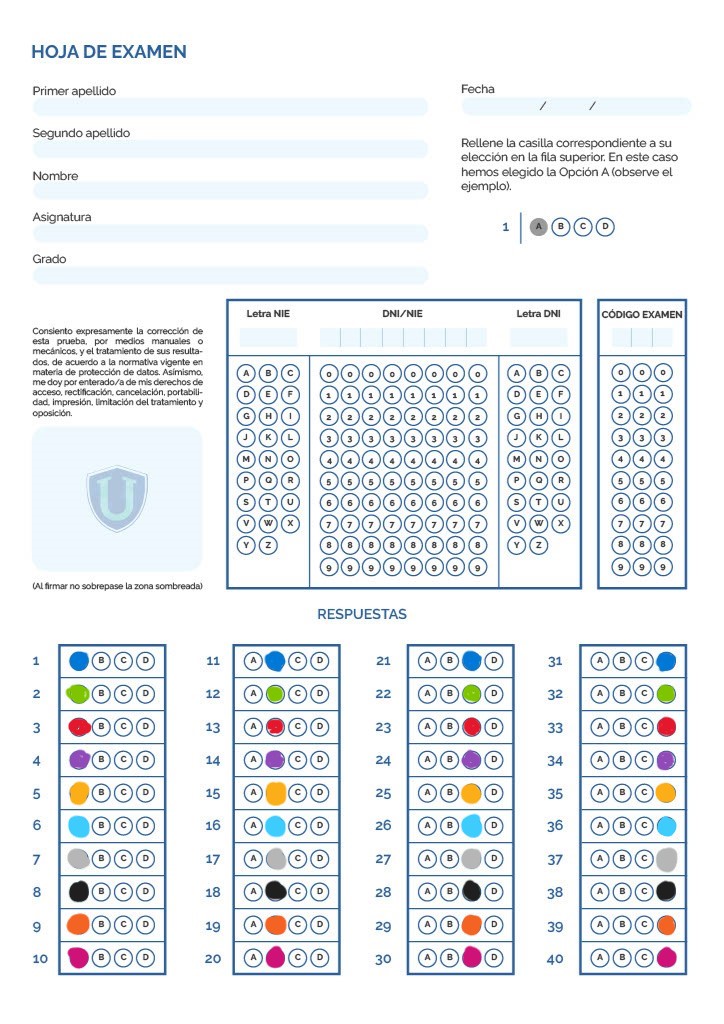 HOJA DE EXAMEN
Primer apellido
Segundo apellido
Nombre
Asignatura
Grado
Fecha
/ /
Rellene la casilla correspondiente a su
elección en la fila superior. En este caso
hemos elegido la Opción A (observe el
ejemplo).
1 A B C D
Consiento expresamente la corrección de
esta prueba, por medios manuales o
mecánicos, y el tratamiento de sus resulta-
dos, de acuerdo a la normativa vigente en
materia de protección de datos. Asimismo,
me doy por enterado/a de mis derechos de
acceso, rectificación, cancelación, portabili-
dad, impresión, limitación del tratamiento y
oposición.
U
(Al firmar no sobrepase la zona sombreada)
Letra NIE DNI/NIE Letra DNI CÓDIGO EXAMEN
A B C 0 0 0 0 0 0 0 0 A B C 0 0 0
D E F 1 1 1 1 1 1 1 1 D E F 1 1 1
G H I 2 2 2 2 2 2 2 2 G H I 2 2 2
J K L 3 3 3 3 3 3 3 3 J K L 3 3 3
M N O 4 4 4 4 4 4 4 4 M N O 4 4 4
P Q R 5 5 5 5 5 5 5 5 P Q R 5 5 5
S T U 6 6 6 6 6 6 6 6 S T U 6 6 6
V W X 7 7 7 7 7 7 7 7 V W X 7 7 7
Y Z 8 8 8 8 8 8 8 8 Y Z 8 8 8
9 9 9 9 9 9 9 9 9 9 9
RESPUESTAS
1 B C D 11 A C D 21 A B D 31 A B C
2 B C D 12 A C D 22 A B D 32 A B C
3 B C D 13 A C D 23 A B D 33 A B C
4 B C D 14 A C D 24 A B D 34 A B C
5 B C D 15 A C D 25 A B D 35 A B C
6 B C D 16 A C D 26 A B D 36 A B C
7 B C D 17 A C D 27 A B D 37 A B C
8 B C D 18 A C D 28 A B D 38 A B C
9 B C D 19 A C D 29 A B D 39 A B C
10 B C D 20 A C D 30 A B D 40 A B C